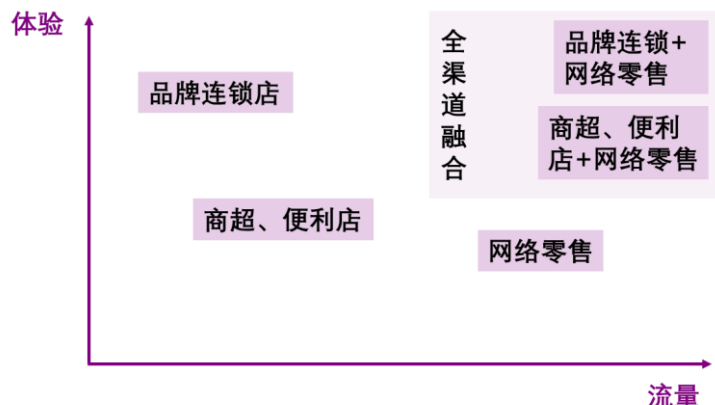 体验
全渠道融合
品牌连锁+
网络零售
品牌连锁店
商超、便利
店+网络零售
商超、便利店
网络零售
流量